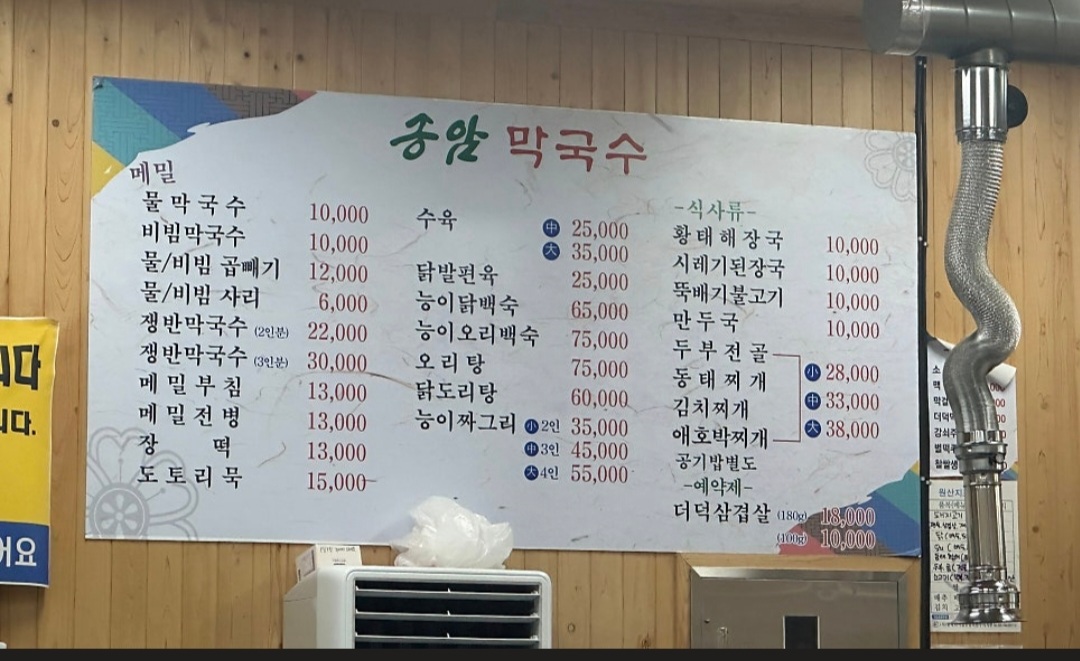 송암 막국수
메밀
물막국수 10,000
비빔막국수 10,000
물/비빔 곱빼기 12,000
물/비빔 사리 6,000
쟁반막국수 (2인분) 22,000
쟁반막국수 (3인분) 30,000
메밀부침 13,000
메밀전병 13,000
장떡 13,000
도토리묵 15,000
수육 中 25,000
大 35,000
닭발편육 25,000
능이닭백숙 65,000
능이오리백숙 75,000
오리탕 75,000
닭도리탕 60,000
능이짜그리 小 2인 35,000
中 3인 45,000
大 4인 55,000
-식사류-
황태해장국 10,000
시레기된장국 10,000
뚝배기불고기 10,000
만두국 10,000
두부전골
동태찌개 小 28,000
김치찌개 中 33,000
애호박찌개 大 38,000
공기밥별도
-예약제-
더덕삼겹살 (180g) 18,000
(100g) 10,000
니다
니다.
어요